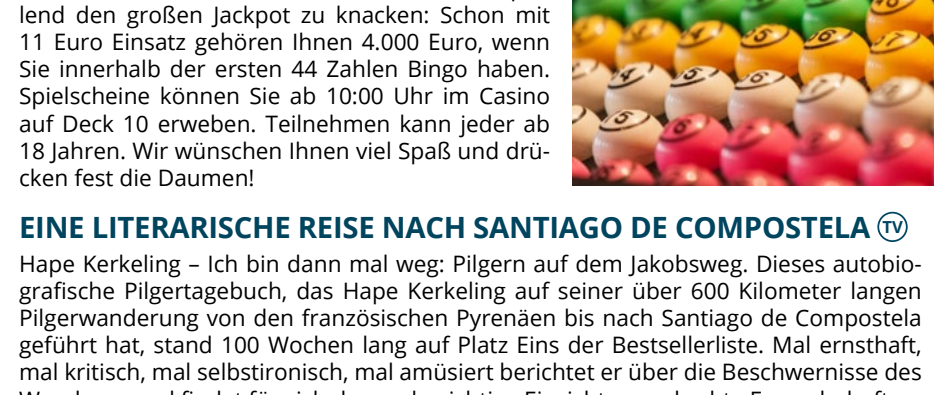 lend den großen Jackpot zu knacken: Schon mit
11 Euro Einsatz gehören Ihnen 4.000 Euro, wenn
Sie innerhalb der ersten 44 Zahlen Bingo haben.
Spielscheine können Sie ab 10:00 Uhr im Casino
auf Deck 10 erweben. Teilnehmen kann jeder ab
18 Jahren. Wir wünschen Ihnen viel Spaß und drü-
cken fest die Daumen!
EINE LITERARISCHE REISE NACH SANTIAGO DE COMPOSTELA TV
Hape Kerkeling – Ich bin dann mal weg: Pilgern auf dem Jakobsweg. Dieses autobio-
grafische Pilgertagebuch, das Hape Kerkeling auf seiner über 600 Kilometer langen
Pilgerwanderung von den französischen Pyrenäen bis nach Santiago de Compostela
geführt hat, stand 100 Wochen lang auf Platz Eins der Bestsellerliste. Mal ernsthaft,
mal kritisch, mal selbstironisch, mal amüsiert berichtet er über die Beschwernisse des